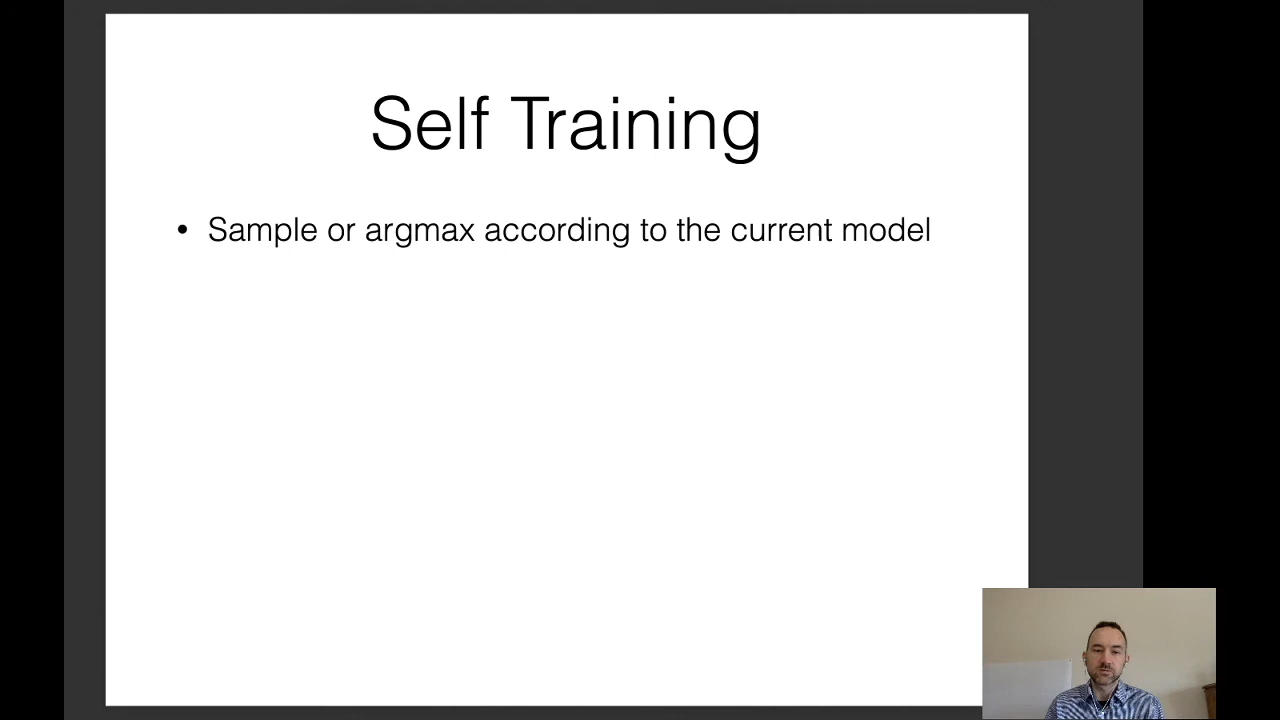 Self Training
• Sample or argmax according to the current model